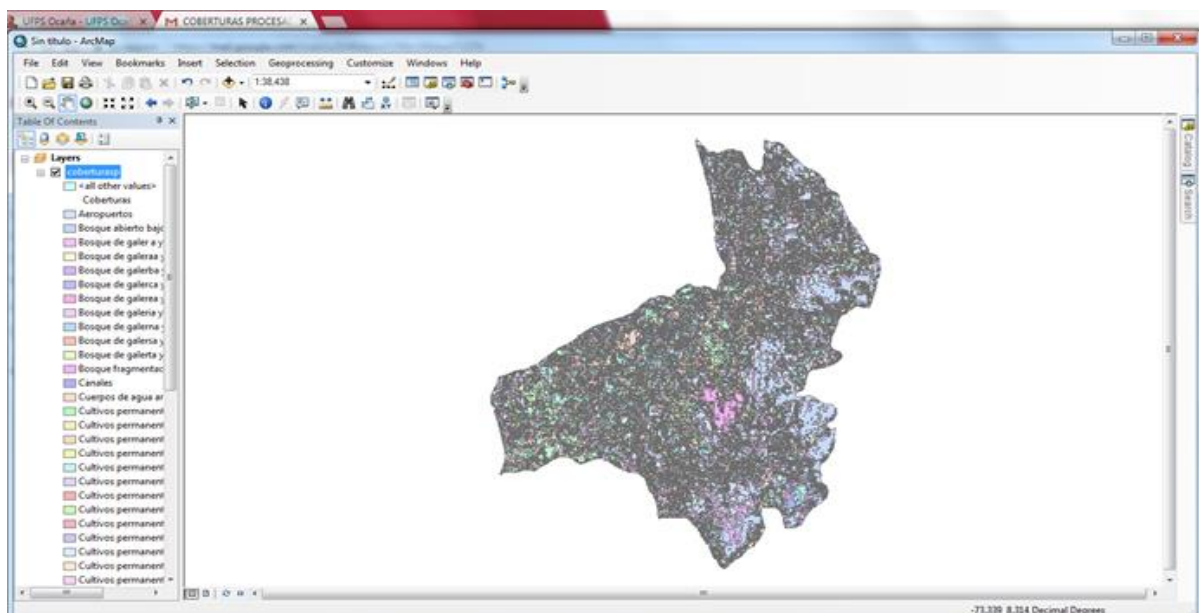 UFPS Ocaña - UFPS Oca
COBERTURAS PROCESA
Sin título - ArcMap
File Edit View Bookmarks Insert Selection Geoprocessing Customize Windows Help
1:38.438
Table Of Contents
Layers
coberturasp
<all other values>
Coberturas
Aeropuertos
Bosque abierto bajo
Bosque de galer a y
Bosque de galeraa y
Bosque de galerba y
Bosque de galerca y
Bosque de galerea y
Bosque de galeria y
Bosque de galerna y
Bosque de galersa y
Bosque de galerta y
Bosque fragmentac
Canales
Cuerpos de agua ar
Cultivos permanent
Cultivos permanent
Cultivos permanent
Cultivos permanent
Cultivos permanent
Cultivos permanent
Cultivos permanent
Cultivos permanent
Cultivos permanent
Cultivos permanent
Cultivos permanent
Cultivos permanent
Cultivos permanent
Catalog
Search
-73,339 8,314 Decimal Degrees